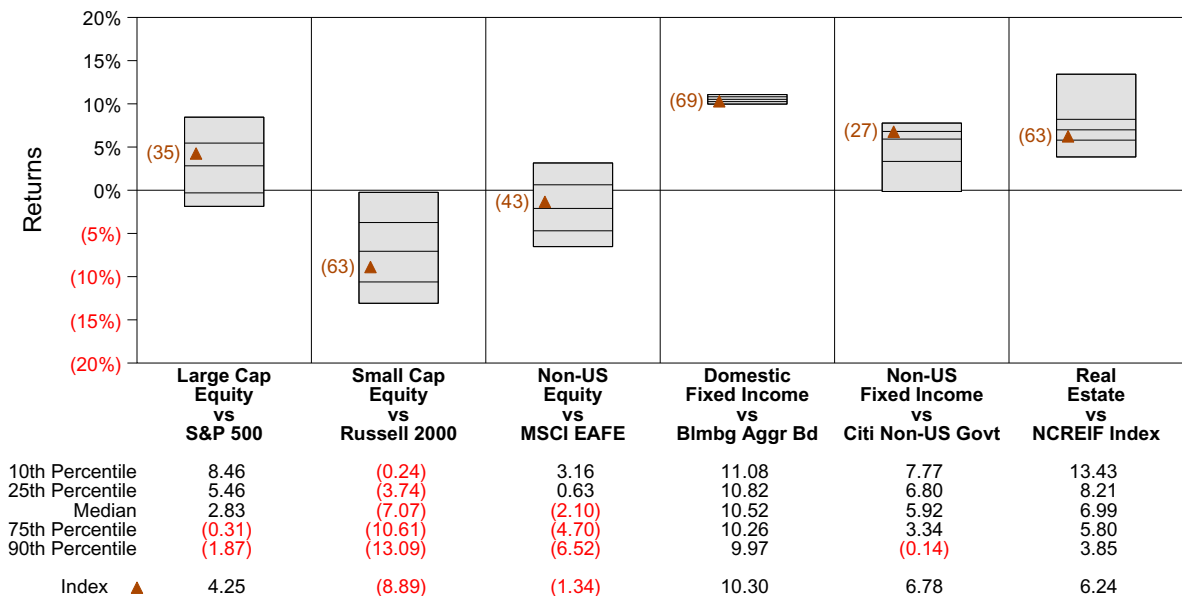 20%
15%
10%
5%
0%
(5%)
(10%)
(15%)
(20%)
Returns
(35)
(63)
(43)
(69)
(27)
(63)
Large Cap
Equity
vs
S&P 500
Small Cap
Equity
vs
Russell 2000
Non-US
Equity
vs
MSCI EAFE
Domestic
Fixed Income
vs
Blmbg Aggr Bd
Non-US
Fixed Income
vs
Citi Non-US Govt
Real
Estate
vs
NCREIF Index
10th Percentile 8.46 (0.24) 3.16 11.08 7.77 13.43
25th Percentile 5.46 (3.74) 0.63 10.82 6.80 8.21
Median 2.83 (7.07) (2.10) 10.52 5.92 6.99
75th Percentile (0.31) (10.61) (4.70) 10.26 3.34 5.80
90th Percentile (1.87) (13.09) (6.52) 9.97 (0.14) 3.85
Index 4.25 (8.89) (1.34) 10.30 6.78 6.24